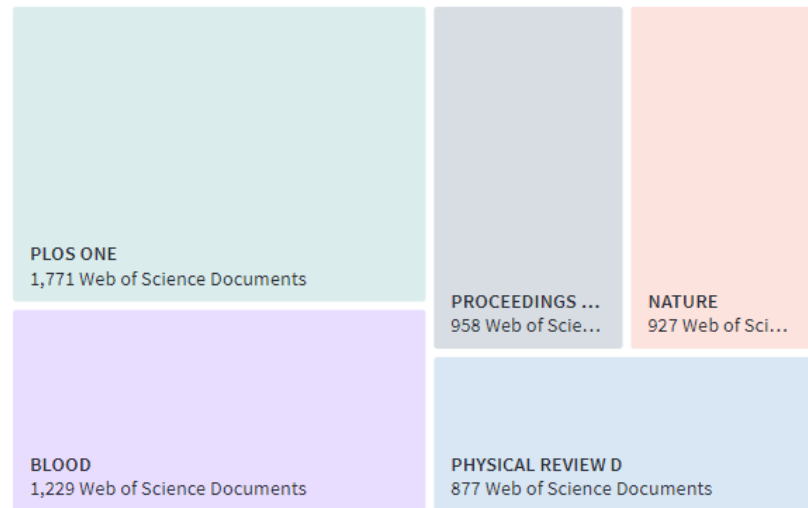 PLOS ONE
1,771 Web of Science Documents
PROCEEDINGS ...
958 Web of Scie...
NATURE
927 Web of Sci...
BLOOD
1,229 Web of Science Documents
PHYSICAL REVIEW D
877 Web of Science Documents